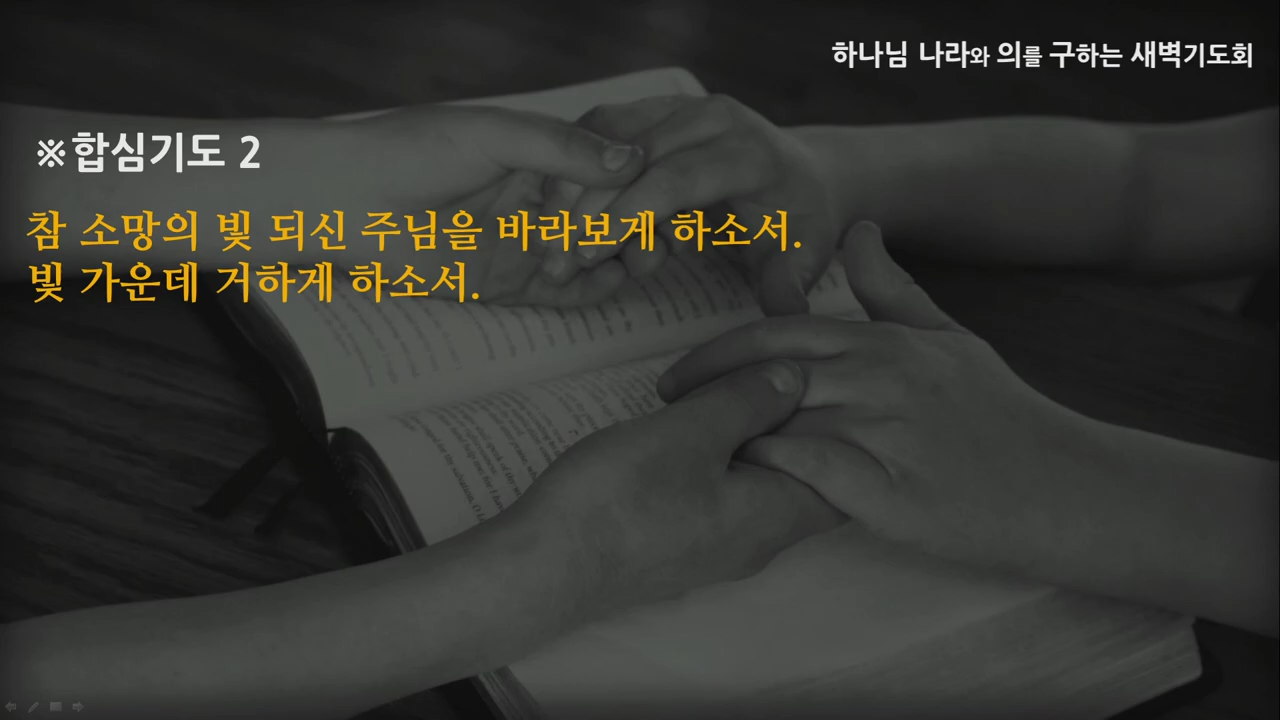 하나님 나라와 의를 구하는 새벽기도회
※합심기도 2
참 소망의 빛 되신 주님을 바라보게 하소서.
빛 가운데 거하게 하소서.